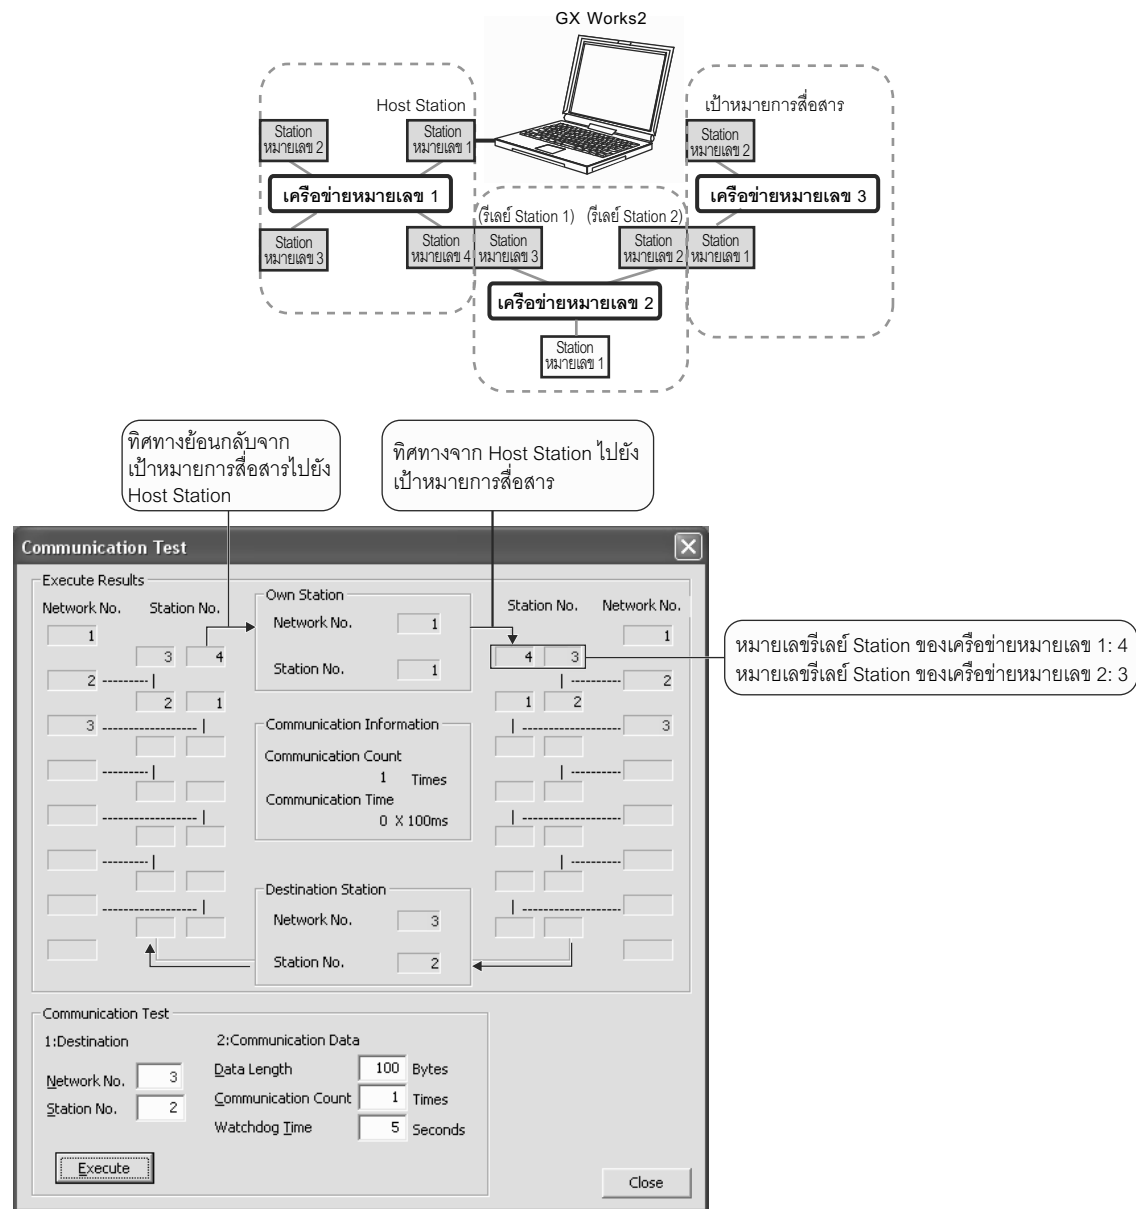 GX Works2
Host Station
เป้าหมายการสื่อสาร
Station
หมายเลข 2
Station
หมายเลข 1
Station
หมายเลข 2
เครือข่ายหมายเลข 1
เครือข่ายหมายเลข 3
(รีเลย์ Station 1)
(รีเลย์ Station 2)
Station
หมายเลข 3
Station
หมายเลข 4
Station
หมายเลข 3
Station
หมายเลข 2
Station
หมายเลข 1
เครือข่ายหมายเลข 2
Station
หมายเลข 1
ทิศทางย้อนกลับจาก
เป้าหมายการสื่อสารไปยัง
Host Station
ทิศทางจาก Host Station ไปยัง
เป้าหมายการสื่อสาร
Communication Test
Execute Results
Network No. Station No.
Own Station
Station No. Network No.
Network No. 1
1
1
3 4
4 3
Station No. 1
2
2
2 1
1 2
3
3
หมายเลขรีเลย์ Station ของเครือข่ายหมายเลข 1: 4
หมายเลขรีเลย์ Station ของเครือข่ายหมายเลข 2: 3
Communication Information
Communication Count
1 Times
Communication Time
0 X 100ms
Destination Station
Network No. 3
Station No. 2
Communication Test
1:Destination
2:Communication Data
Network No. 3
Data Length 100 Bytes
Station No. 2
Communication Count 1 Times
Watchdog Time 5 Seconds
Execute
Close